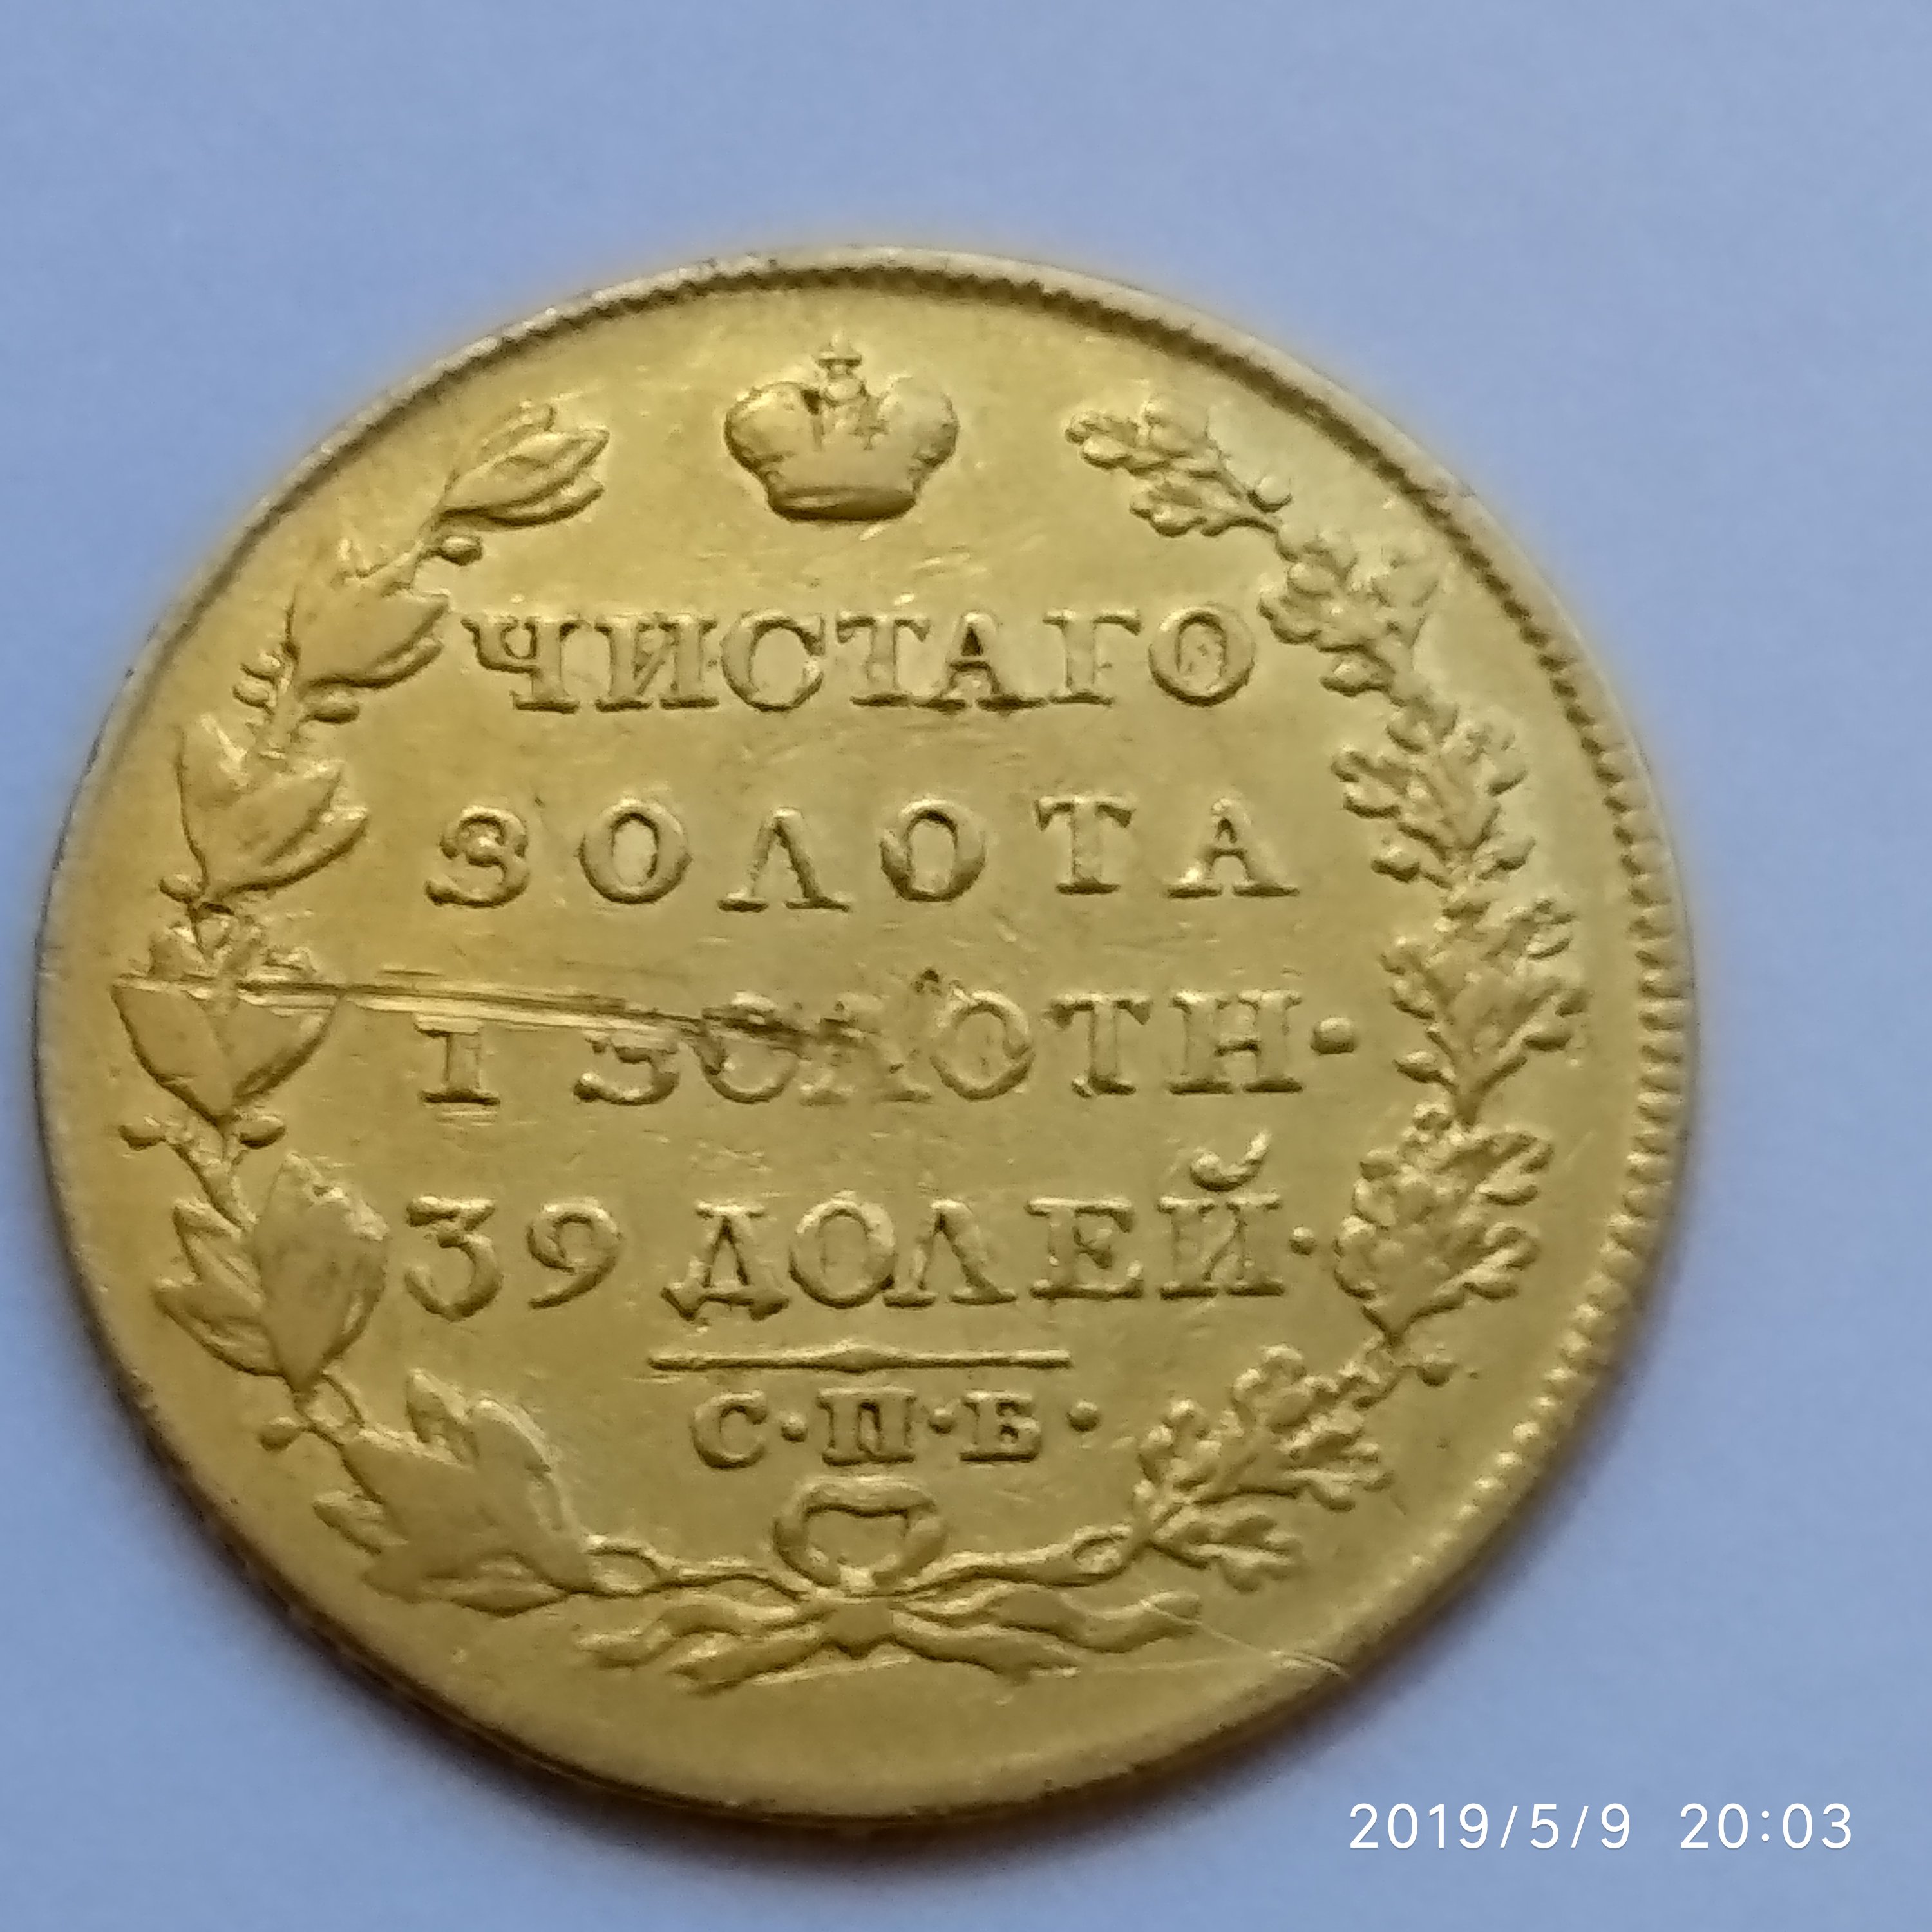 ЧИСТАГО
ЗОЛОТА
1 ЗОЛОТН·
39 ДОЛЕЙ·
С·П·Б·
2019/5/9 20:03